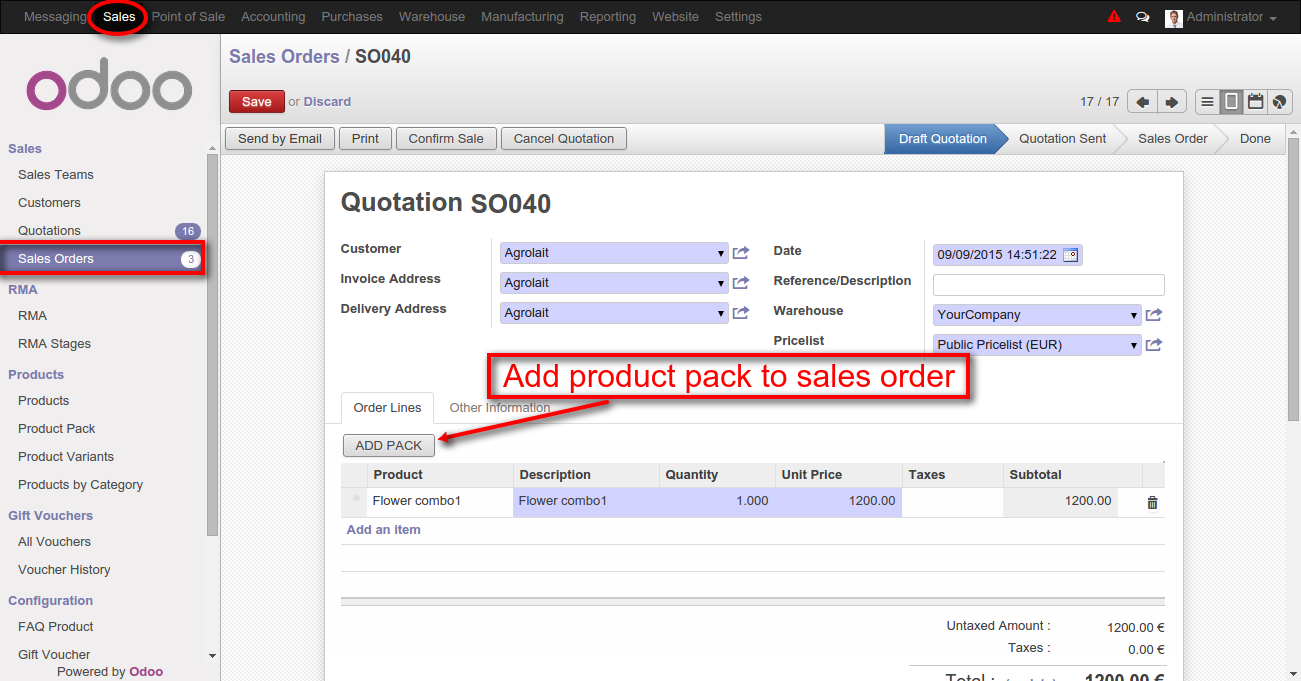 Messaging Sales Point of Sale Accounting Purchases Warehouse Manufacturing Reporting Website Settings Administrator
odoo
Sales
Sales Teams
Customers
Quotations 16
Sales Orders 3
RMA
RMA
RMA Stages
Products
Products
Product Pack
Product Variants
Products by Category
Gift Vouchers
All Vouchers
Voucher History
Configuration
FAQ Product
Gift Voucher
Powered by Odoo
Sales Orders / SO040
Save or Discard 17 / 17
Send by Email Print Confirm Sale Cancel Quotation Draft Quotation Quotation Sent Sales Order Done
Quotation SO040
Customer Agrolait
Invoice Address Agrolait
Delivery Address Agrolait
Date 09/09/2015 14:51:22
Reference/Description
Warehouse YourCompany
Pricelist Public Pricelist (EUR)
Add product pack to sales order
Order Lines Other Information
ADD PACK
Product Description Quantity Unit Price Taxes Subtotal
Flower combo1 Flower combo1 1.000 1200.00 1200.00
Add an item
Untaxed Amount : 1200.00 €
Taxes : 0.00 €
Total : 1200.00 €